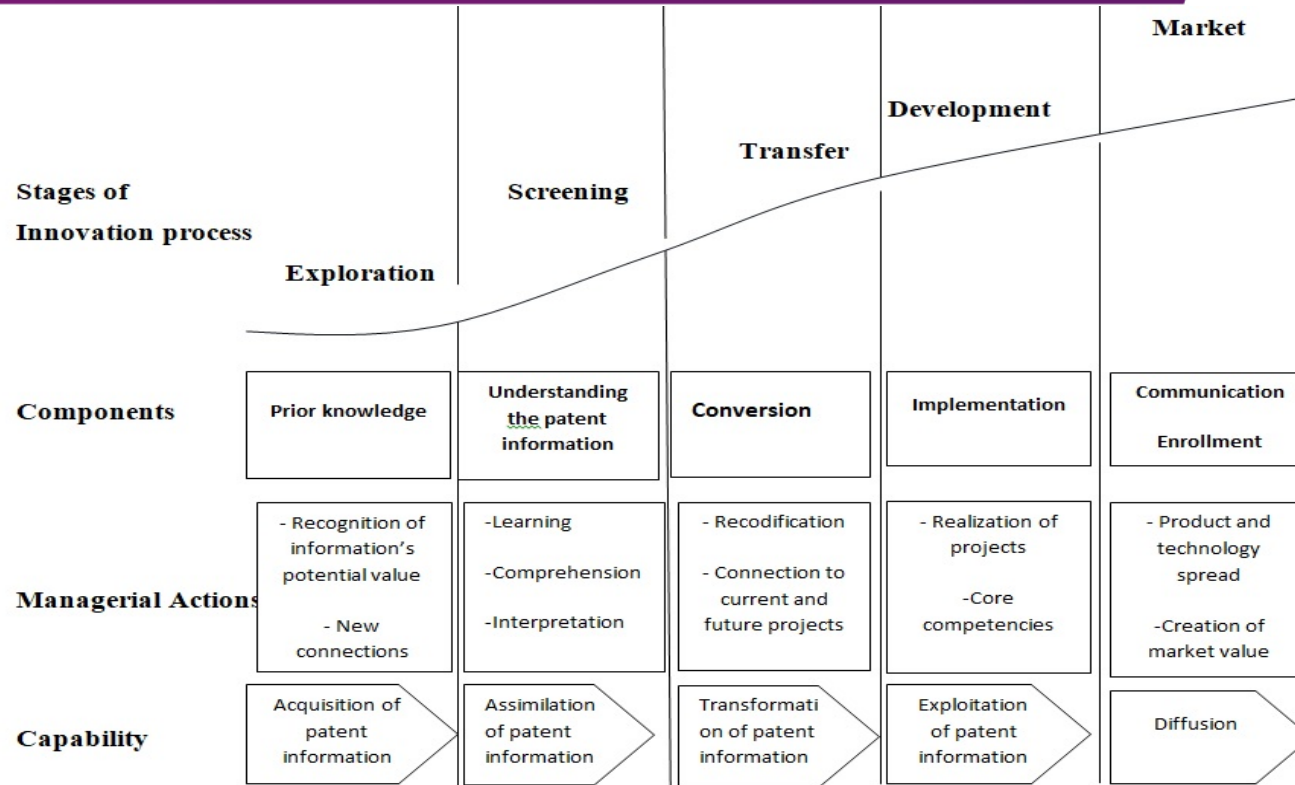 Market
Development
Transfer
Stages of
Innovation process
Screening
Exploration
Components
Prior knowledge
Understanding
the patent
information
Conversion
Implementation
Communication
Enrollment
Managerial Actions
- Recognition of
information's
potential value
- New
connections
-Learning
-Comprehension
-Interpretation
- Recodification
- Connection to
current and
future projects
- Realization of
projects
-Core
competencies
- Product and
technology
spread
-Creation of
market value
Capability
Acquisition of
patent
information
Assimilation
of patent
information
Transformati
on of patent
information
Exploitation
of patent
information
Diffusion